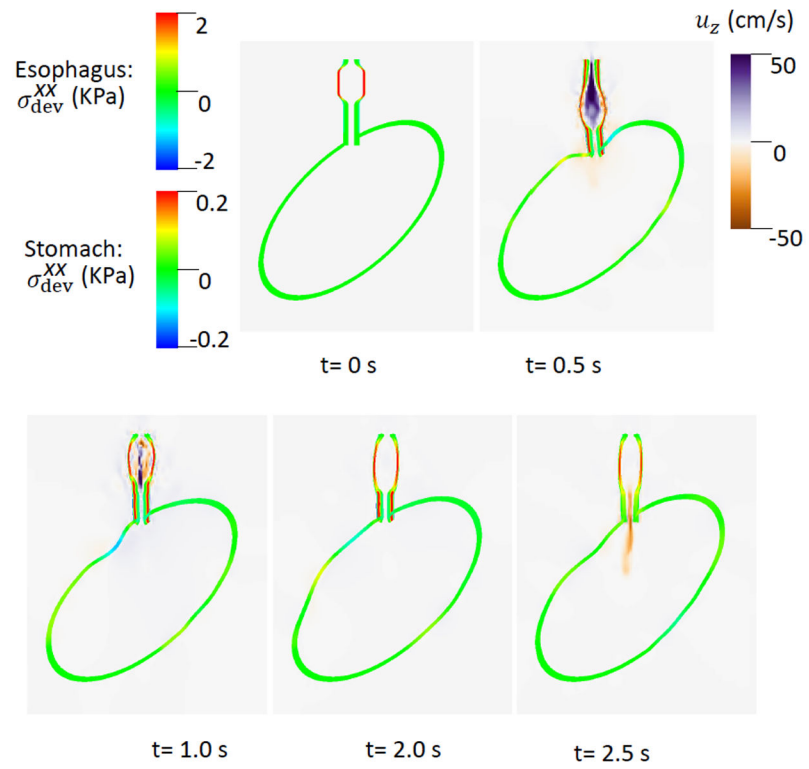 Esophagus:
σ_dev^xx (KPa)
2
0
-2
Stomach:
σ_dev^xx (KPa)
0.2
0
-0.2
u_z (cm/s)
50
0
-50
t= 0 s
t= 0.5 s
t= 1.0 s
t= 2.0 s
t= 2.5 s